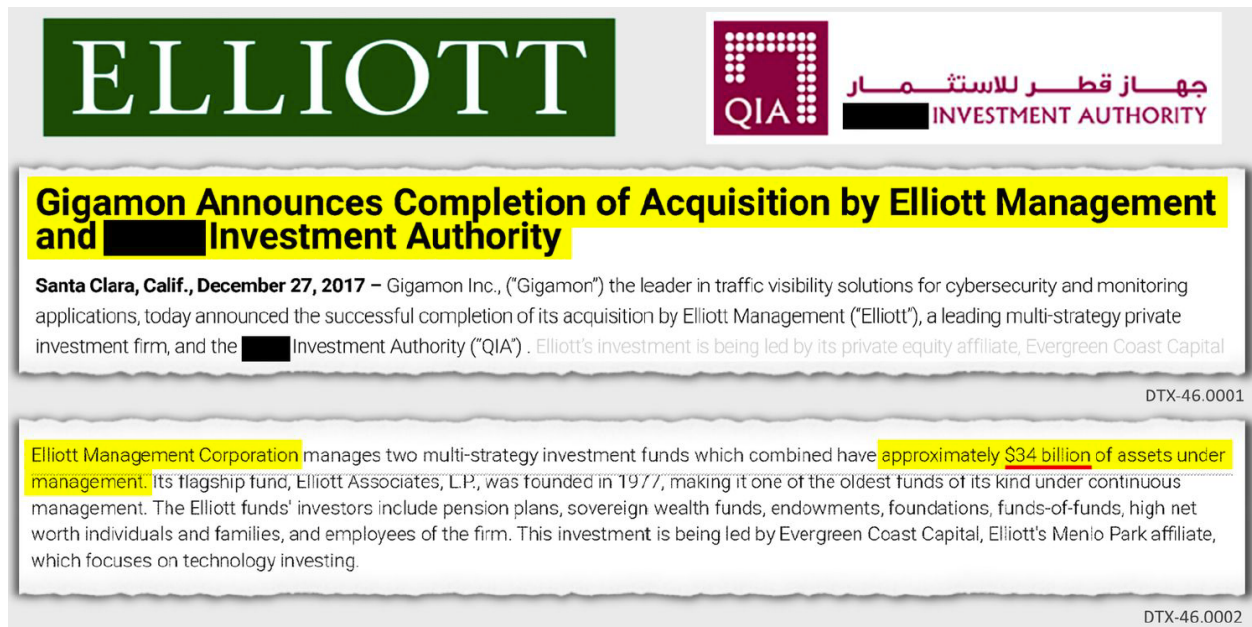 ELLIOTT
QIA
جهاز قطر للاستثمار
INVESTMENT AUTHORITY
Gigamon Announces Completion of Acquisition by Elliott Management
and Investment Authority
Santa Clara, Calif., December 27, 2017 – Gigamon Inc., ("Gigamon") the leader in traffic visibility solutions for cybersecurity and monitoring
applications, today announced the successful completion of its acquisition by Elliott Management ("Elliott"), a leading multi-strategy private
investment firm, and the Investment Authority ("QIA") . Elliott's investment is being led by its private equity affiliate, Evergreen Coast Capital
DTX-46.0001
Elliott Management Corporation manages two multi-strategy investment funds which combined have approximately $34 billion of assets under
management. Its flagship fund, Elliott Associates, L.P., was founded in 1977, making it one of the oldest funds of its kind under continuous
management. The Elliott funds' investors include pension plans, sovereign wealth funds, endowments, foundations, funds-of-funds, high net
worth individuals and families, and employees of the firm. This investment is being led by Evergreen Coast Capital, Elliott's Menlo Park affiliate,
which focuses on technology investing.
DTX-46.0002